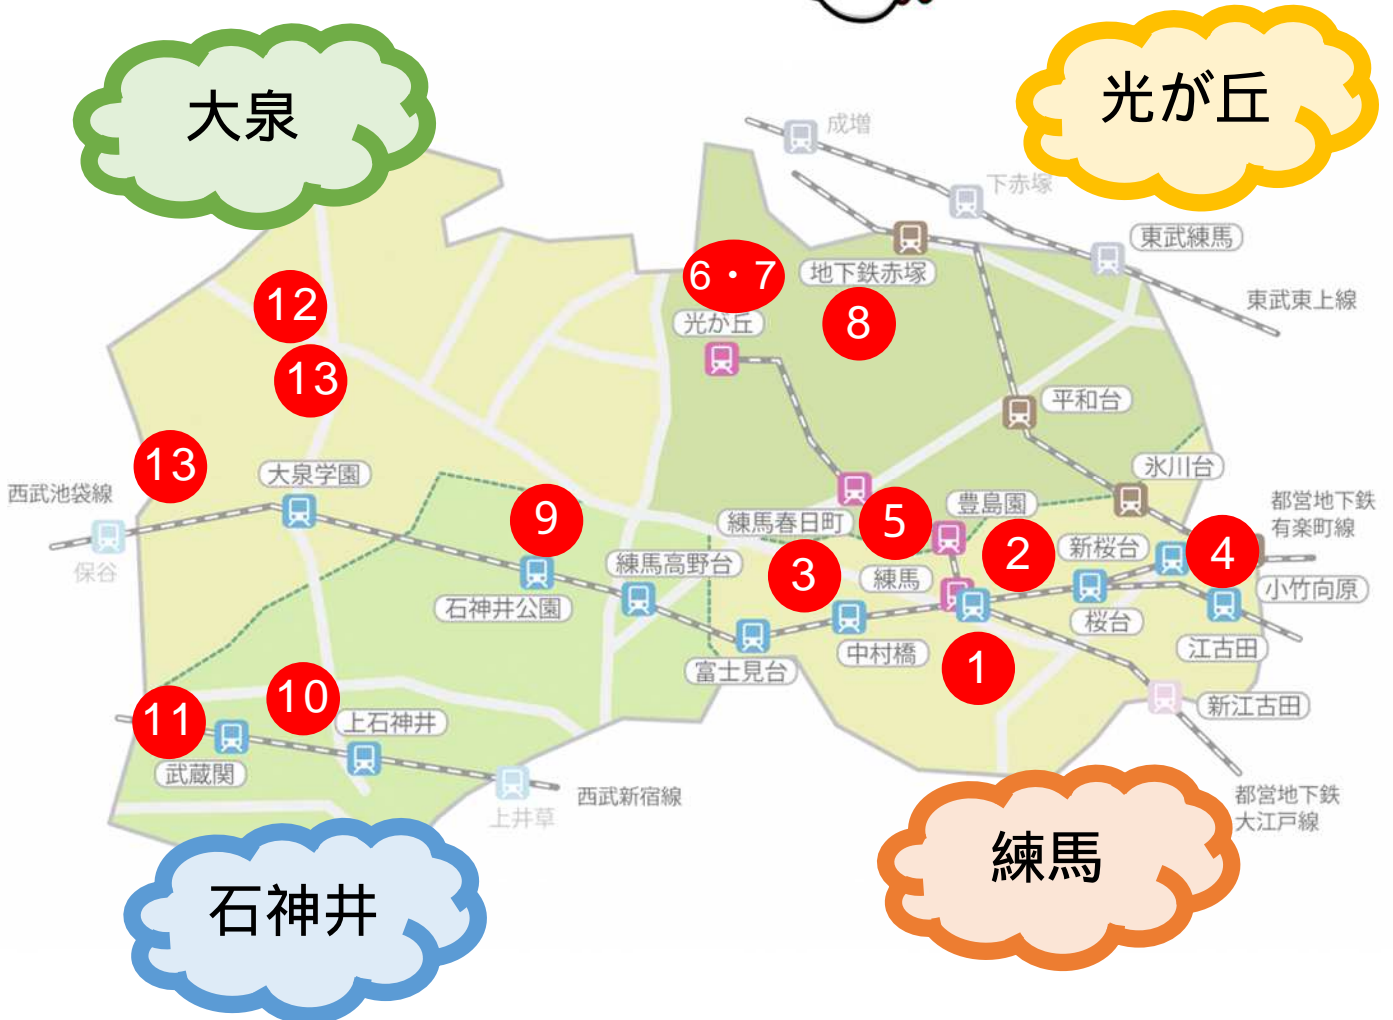 大泉
光が丘
成増
下赤塚
東武練馬
6・7
地下鉄赤塚
12
東武東上線
8
光が丘
13
平和台
13
大泉学園
氷川台
西武池袋線
9
練馬春日町
5
豊島園
都営地下鉄
有楽町線
保谷
練馬高野台
3
練馬
2
新桜台
4
石神井公園
小竹向原
桜台
富士見台
中村橋
1
江古田
10
11
上石神井
新江古田
武蔵関
西武新宿線
上井草
都営地下鉄
大江戸線
石神井
練馬